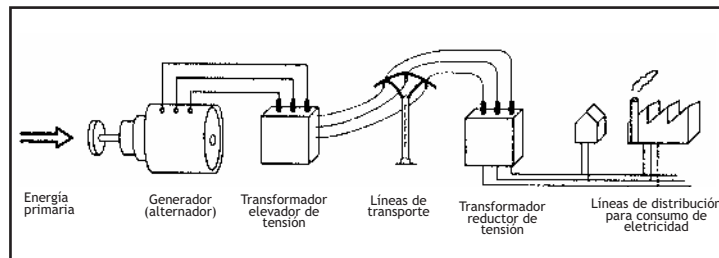 Energía
primaria
Generador
(alternador)
Transformador
elevador de
tensión
Líneas de
transporte
Transformador
reductor de
tensión
Líneas de distribución
para consumo de
eletricidad